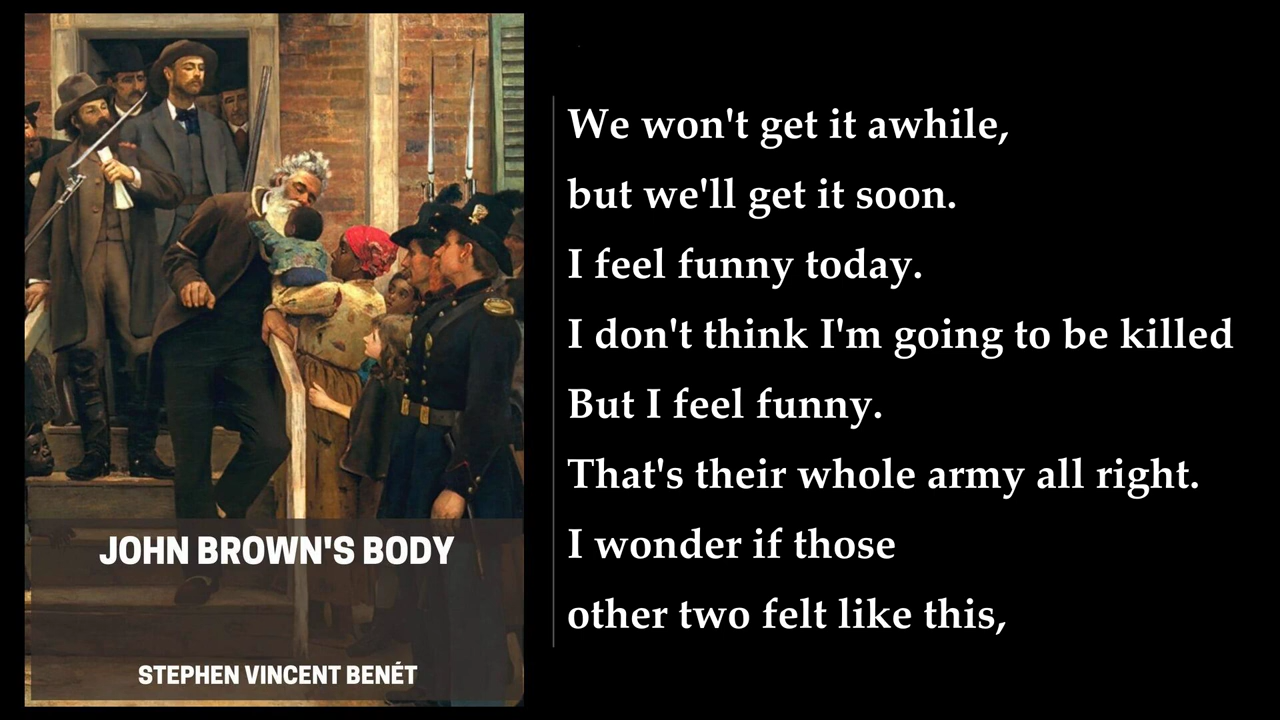 JOHN BROWN'S BODY
STEPHEN VINCENT BENÉT
We won't get it awhile,
but we'll get it soon.
I feel funny today.
I don't think I'm going to be killed
But I feel funny.
That's their whole army all right.
I wonder if those
other two felt like this,